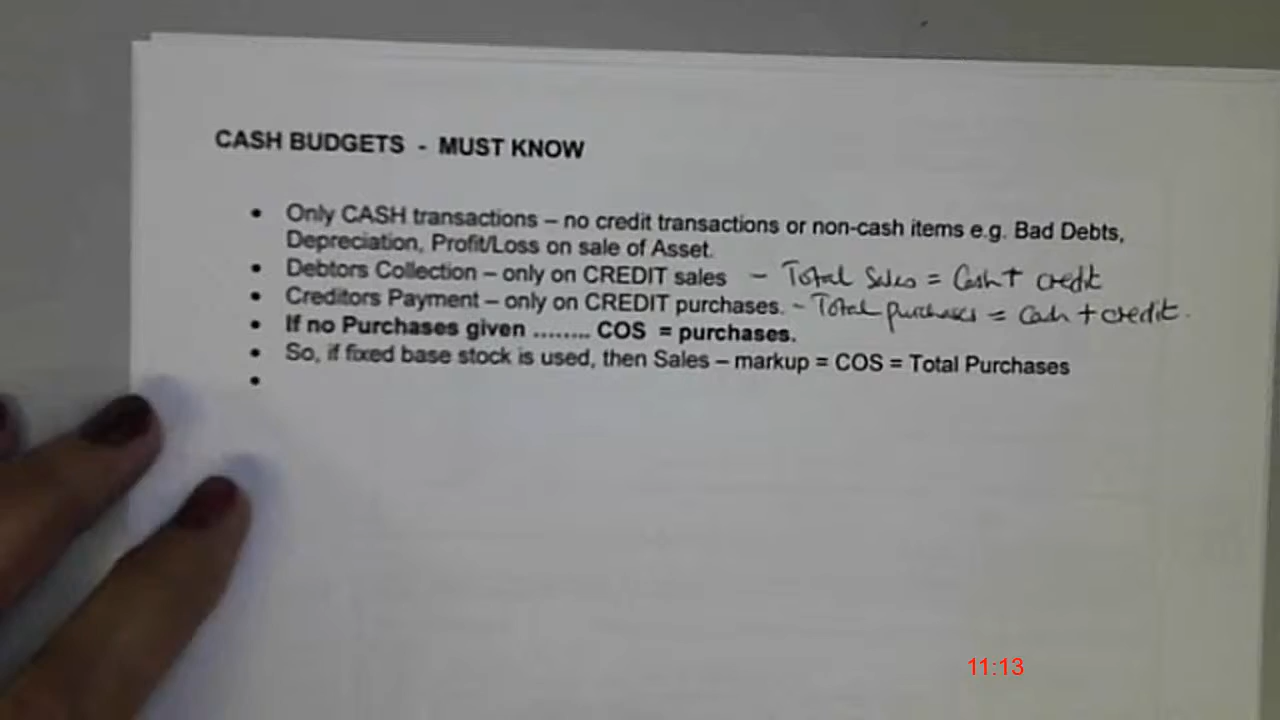 CASH BUDGETS - MUST KNOW
• Only CASH transactions – no credit transactions or non-cash items e.g. Bad Debts,
Depreciation, Profit/Loss on sale of Asset.
• Debtors Collection – only on CREDIT sales – Total Sales = Cash + credit
• Creditors Payment – only on CREDIT purchases. – Total purchases = Cash + credit.
• If no Purchases given ........ COS = purchases.
• So, if fixed base stock is used, then Sales – markup = COS = Total Purchases
•
11:13